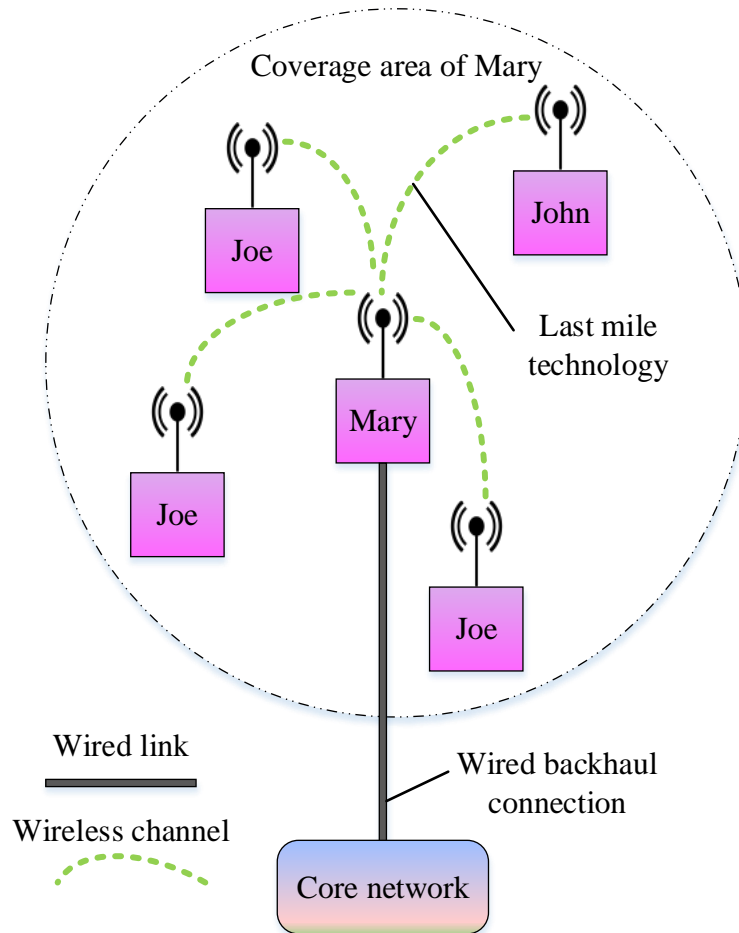 Coverage area of Mary
Joe
John
Last mile
technology
Mary
Joe
Joe
Wired link
Wired backhaul
connection
Wireless channel
Core network